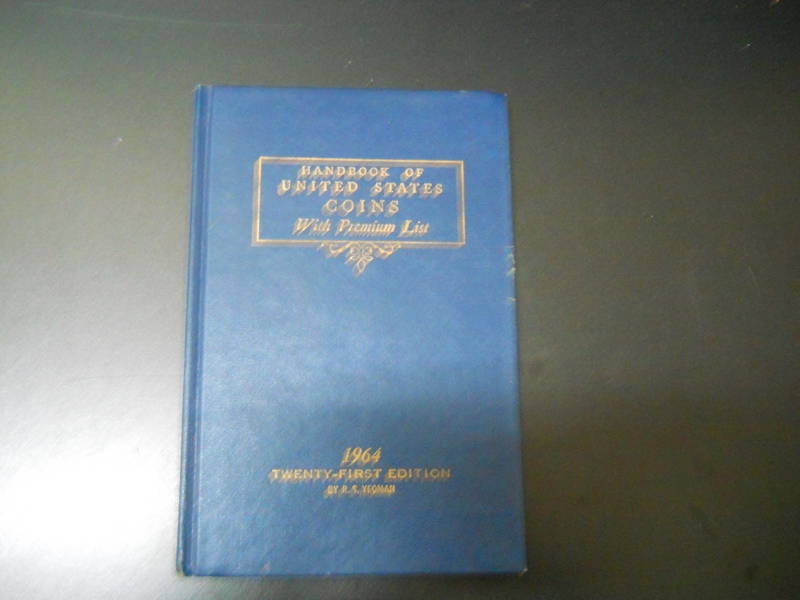 HANDBOOK OF
UNITED STATES
COINS
With Premium List
1964
TWENTY-FIRST EDITION
BY R. S. YEOMAN